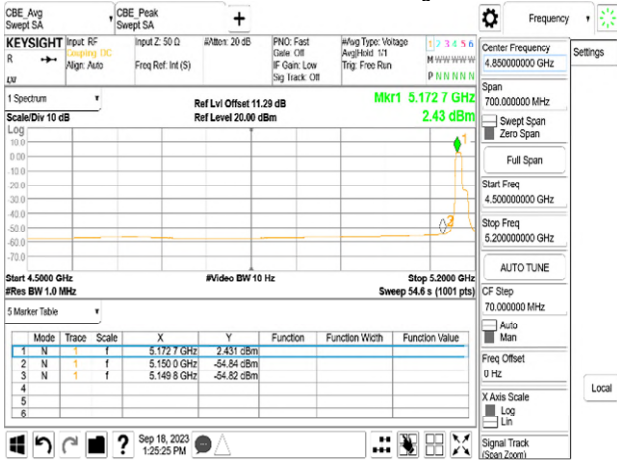 CBE_Avg
Swept SA
CBE_Peak
Swept SA
+
Frequency
KEYSIGHT
R
Input: RF
Coupling: DC
Align: Auto
Input Z: 50 Ω
Freq Ref: Int (S)
#Atten: 20 dB
PNO: Fast
Gate: Off
IF Gain: Low
Sig Track: Off
#Avg Type: Voltage
Avg|Hold: 1/1
Trig: Free Run
1 2 3 4 5 6
M W W W W W
P N N N N N
1 Spectrum
Scale/Div 10 dB
Ref Lvl Offset 11.29 dB
Ref Level 20.00 dBm
Mkr1 5.172 7 GHz
2.43 dBm
Log
10.0
0.00
-10.0
-20.0
-30.0
-40.0
-50.0
-60.0
-70.0
1
Start 4.5000 GHz
#Res BW 1.0 MHz
#Video BW 10 Hz
Stop 5.2000 GHz
Sweep 54.6 s (1001 pts)
5 Marker Table
Mode Trace Scale X Y Function Function Width Function Value
1 N 1 f 5.172 7 GHz 2.431 dBm
2 N 1 f 5.150 0 GHz -54.84 dBm
3 N 1 f 5.149 8 GHz -54.82 dBm
4
5
6
Sep 18, 2023
1:25:25 PM
Center Frequency
4.850000000 GHz
Settings
Span
700.000000 MHz
Swept Span
Zero Span
Full Span
Start Freq
4.500000000 GHz
Stop Freq
5.200000000 GHz
AUTO TUNE
CF Step
70.000000 MHz
Auto
Man
Freq Offset
0 Hz
X Axis Scale
Log
Lin
Local
Signal Track
(Span Zoom)